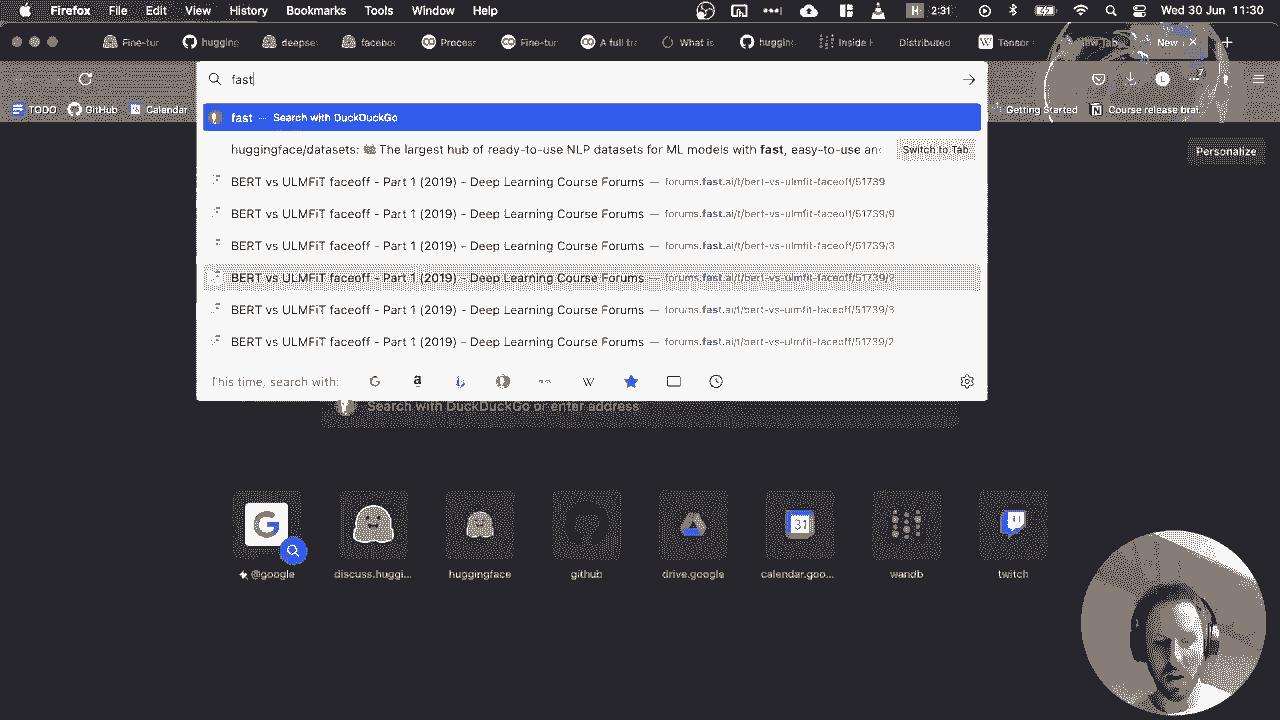 Firefox File Edit View History Bookmarks Tools Window Help 2:31 Wed 30 Jun 11:30
Fine-tur hugging deepse faceboo Process Fine-tur A full tra What is hugging Inside H Distributed Tensor New
fast
TODO GitHub Calendar Getting Started Course release brai
fast — Search with DuckDuckGo
huggingface/datasets: 🤗 The largest hub of ready-to-use NLP datasets for ML models with fast, easy-to-use an Switch to Tab
Personalize
BERT vs ULMFiT faceoff - Part 1 (2019) - Deep Learning Course Forums — forums.fast.ai/t/bert-vs-ulmfit-faceoff/51739
BERT vs ULMFiT faceoff - Part 1 (2019) - Deep Learning Course Forums — forums.fast.ai/t/bert-vs-ulmfit-faceoff/51739/9
BERT vs ULMFiT faceoff - Part 1 (2019) - Deep Learning Course Forums — forums.fast.ai/t/bert-vs-ulmfit-faceoff/51739/3
BERT vs ULMFiT faceoff - Part 1 (2019) - Deep Learning Course Forums — forums.fast.ai/t/bert-vs-ulmfit-faceoff/51739/
BERT vs ULMFiT faceoff - Part 1 (2019) - Deep Learning Course Forums — forums.fast.ai/t/bert-vs-ulmfit-faceoff/51739/3
BERT vs ULMFiT faceoff - Part 1 (2019) - Deep Learning Course Forums — forums.fast.ai/t/bert-vs-ulmfit-faceoff/51739/2
This time, search with:
Search with DuckDuckGo or enter address
@google discuss.huggi... huggingface github drive.google calendar.goo... wandb twitch